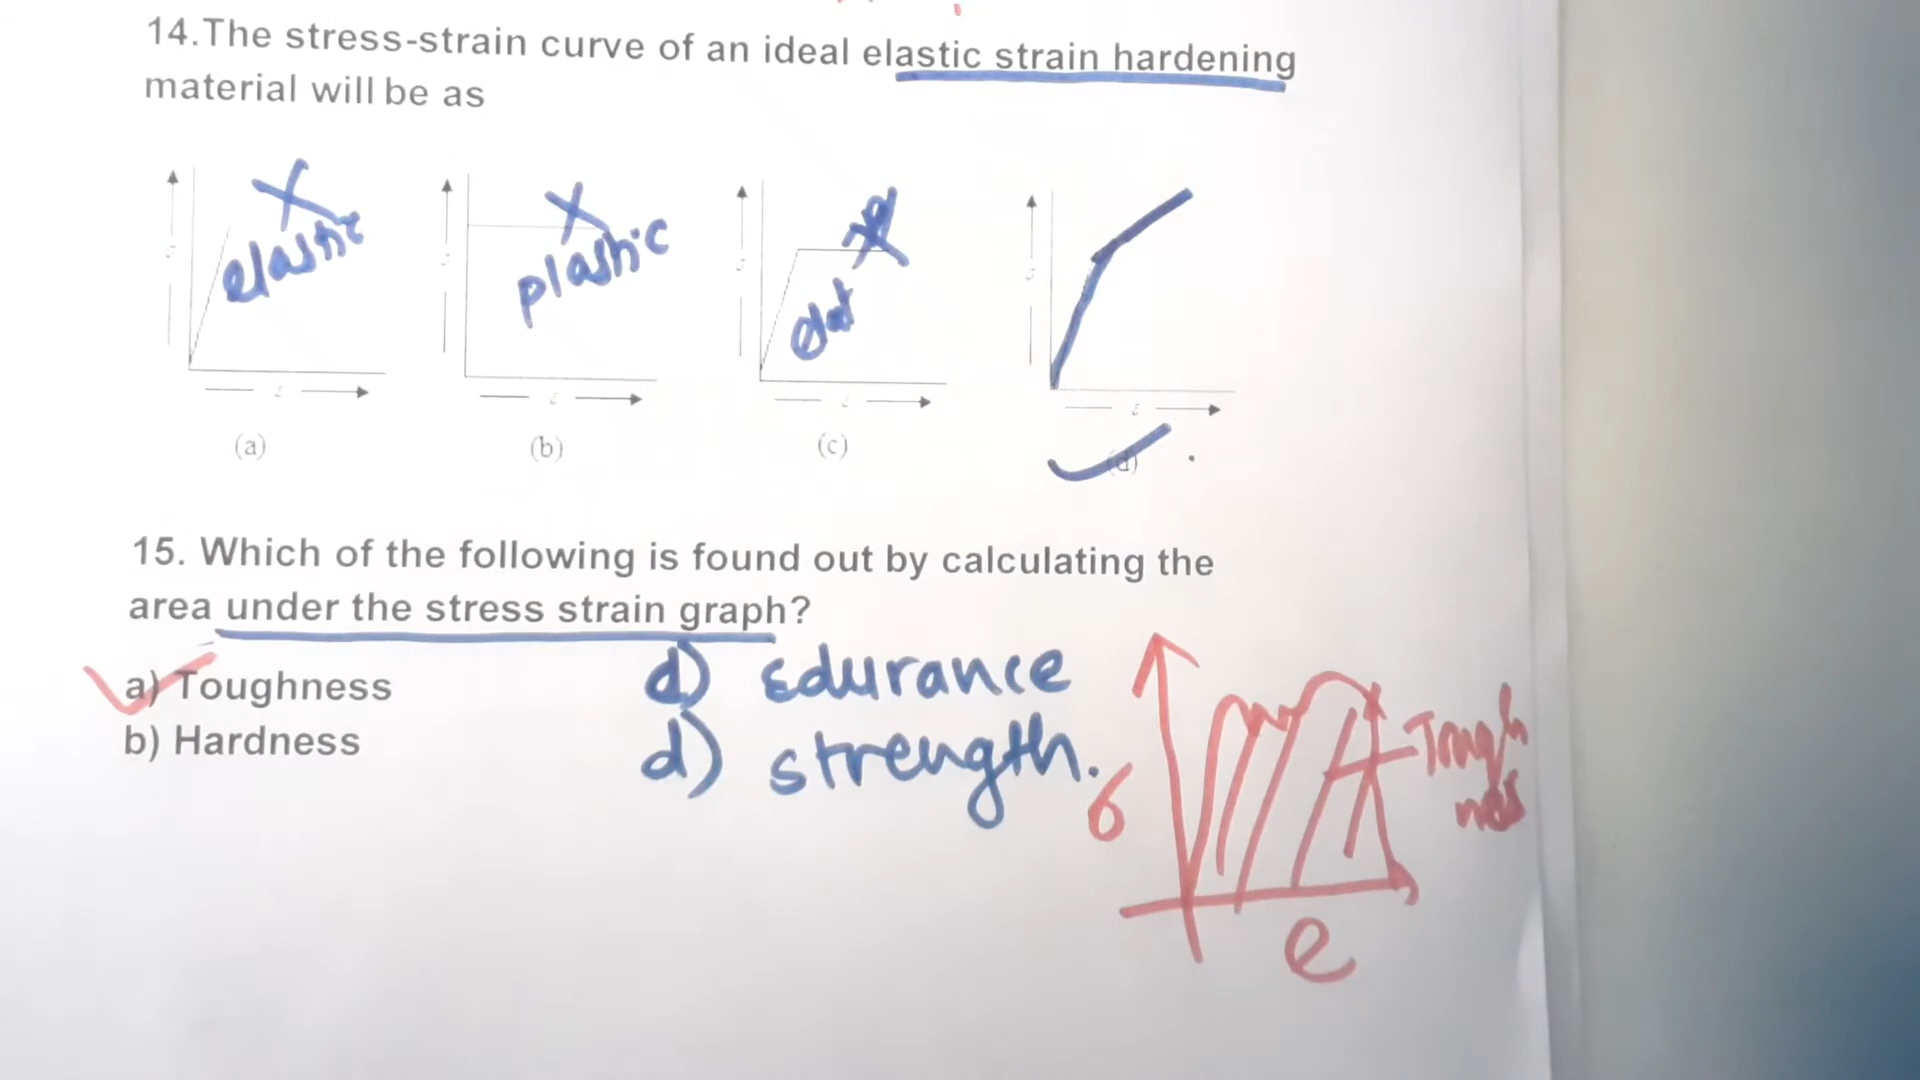 14.The stress-strain curve of an ideal elastic strain hardening
material will be as
elastic
plastic
σ
σ
σ
σ
ε
ε
ε
ε
(a)
(b)
(c)
(d)
15. Which of the following is found out by calculating the
area under the stress strain graph?
a) Toughness
d) Edurance
b) Hardness
d) strength.
Tough
nes
σ
e